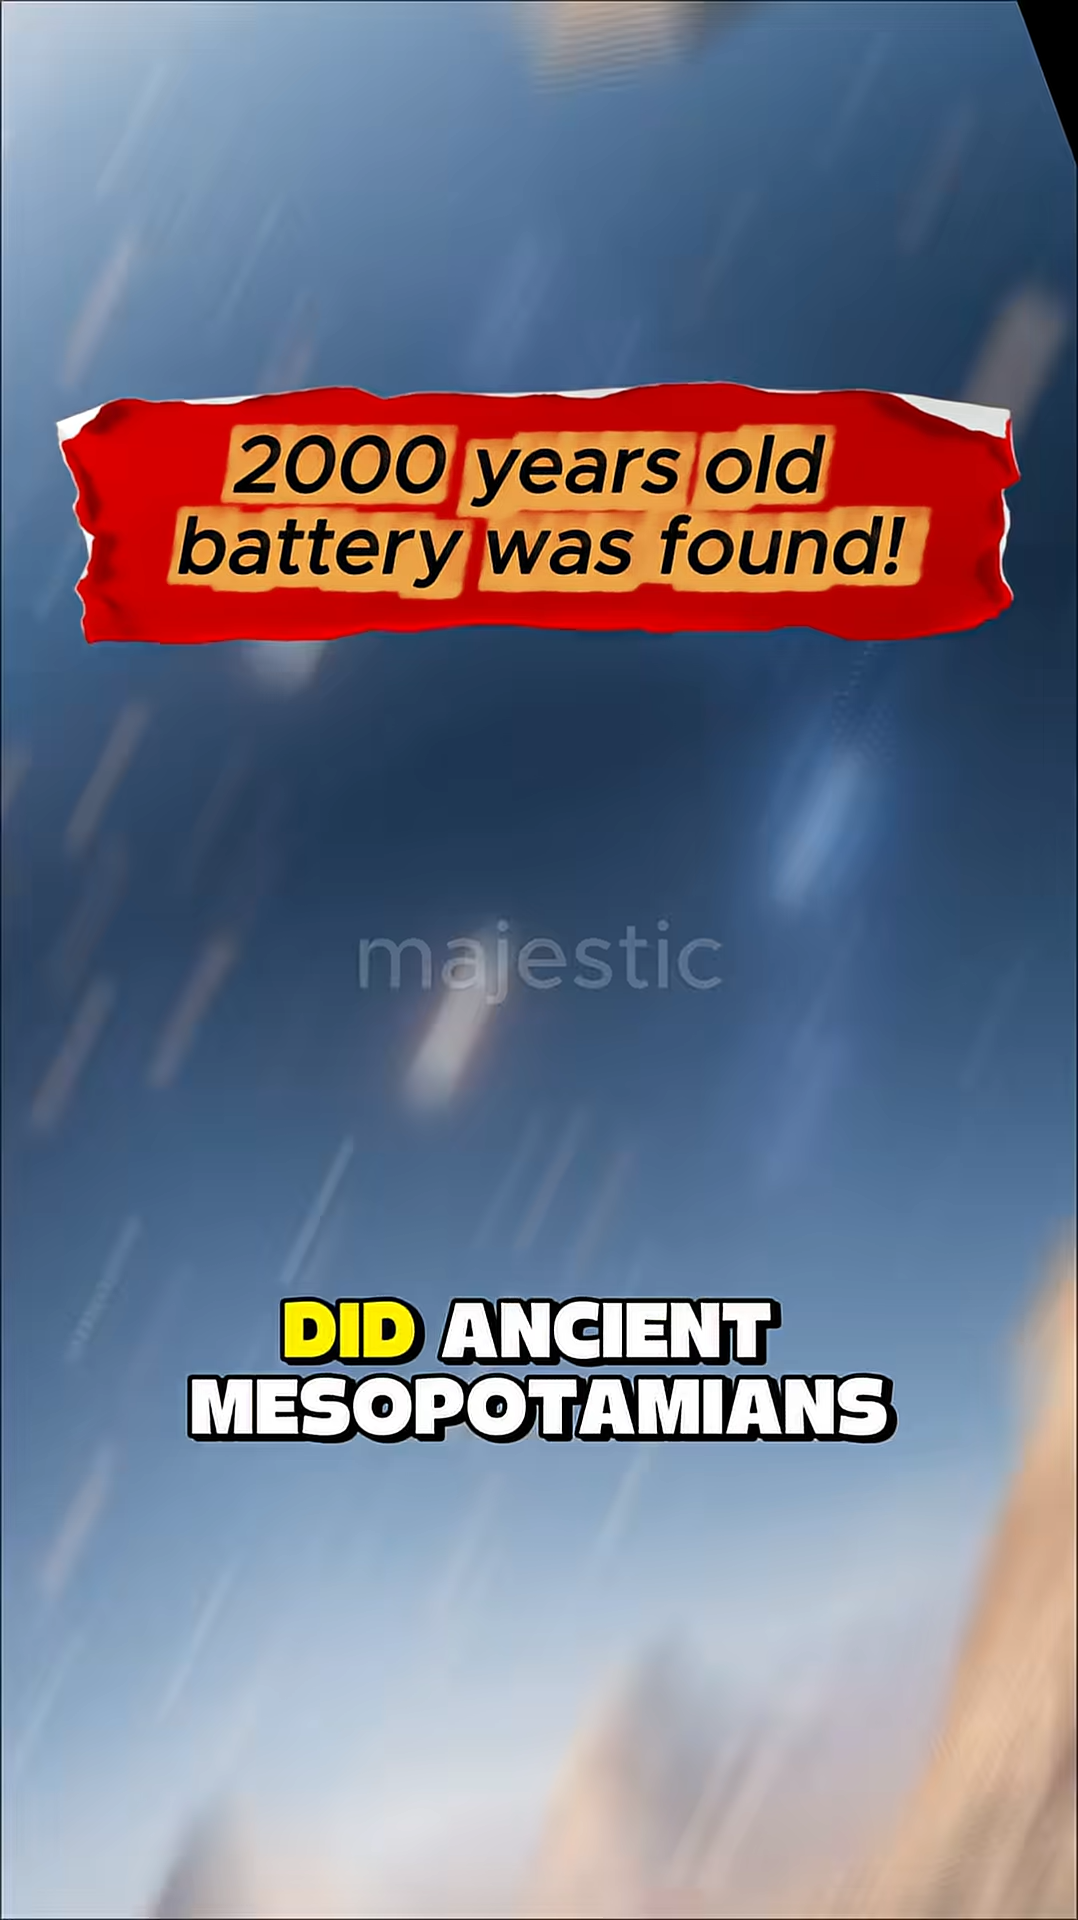 2000 years old
battery was found!
majestic
DID ANCIENT
MESOPOTAMIANS